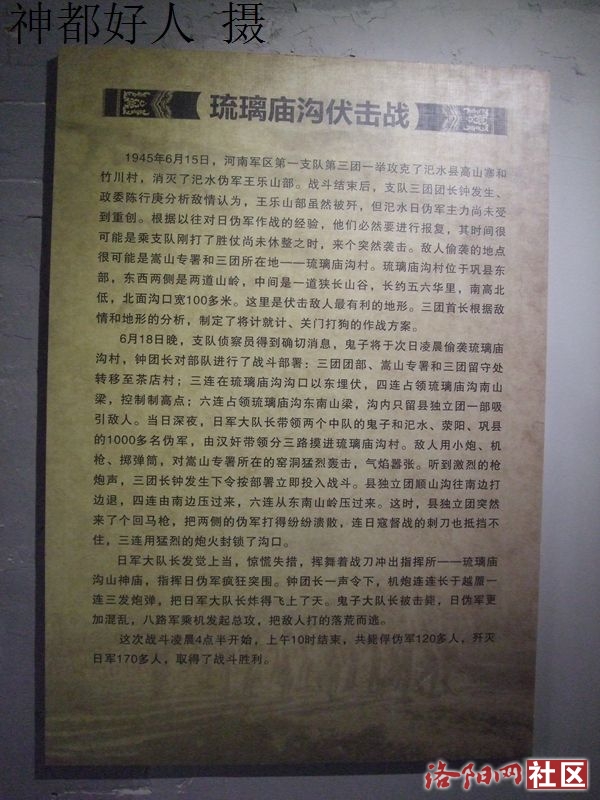 神都好人 摄
琉璃庙沟伏击战
1945年6月15日，河南军区第一支队第三团一举攻克了汜水县高山寨和
竹川村，消灭了汜水伪军王乐山部。战斗结束后，支队三团团长钟发生、
政委陈行庚分析敌情认为，王乐山部虽然被歼，但汜水日伪军主力尚未受
到重创。根据以往对日伪军作战的经验，他们必然要进行报复，其时间很
可能是乘支队刚打了胜仗尚未休整之时，来个突然袭击。敌人偷袭的地点
很可能是嵩山专署和三团所在地——琉璃庙沟村。琉璃庙沟村位于巩县东
部，东西两侧是两道山岭，中间是一道狭长山谷，长约五六华里，南高北
低，北面沟口宽100多米。这里是伏击敌人最有利的地形。三团首长根据敌
情和地形的分析，制定了将计就计、关门打狗的作战方案。
6月18日晚，支队侦察员得到确切消息，鬼子将于次日凌晨偷袭琉璃庙
沟村，钟团长对部队进行了战斗部署：三团团部、嵩山专署和三团留守处
转移至茶店村；三连在琉璃庙沟沟口以东埋伏，四连占领琉璃庙沟南山
梁，控制制高点；六连占领琉璃庙沟东南山梁，沟内只留县独立团一部吸
引敌人。当日深夜，日军大队长带领两个中队的鬼子和汜水、荥阳、巩县
的1000多名伪军，由汉奸带领分三路摸进琉璃庙沟村。敌人用小炮、机
枪、掷弹筒，对嵩山专署所在的窑洞猛烈轰击，气焰嚣张。听到激烈的枪
炮声，三团长钟发生下令按部署立即投入战斗。县独立团顺山沟往南边打
边退，四连由南边压过来，六连从东南山岭压过来。这时，县独立团突然
来了个回马枪，把两侧的伪军打得纷纷溃散，连日寇督战的刺刀也抵挡不
住，三连用猛烈的炮火封锁了沟口。
日军大队长发觉上当，惊慌失措，挥舞着战刀冲出指挥所——琉璃庙
沟山神庙，指挥日伪军疯狂突围。钟团长一声令下，机炮连连长于越凰一
连三发炮弹，把日军大队长炸得飞上了天。鬼子大队长被击毙，日伪军更
加混乱，八路军乘机发起总攻，把敌人打的落荒而逃。
这次战斗凌晨4点半开始，上午10时结束，共毙俘伪军120多人，歼灭
日军170多人，取得了战斗胜利。
洛阳网社区